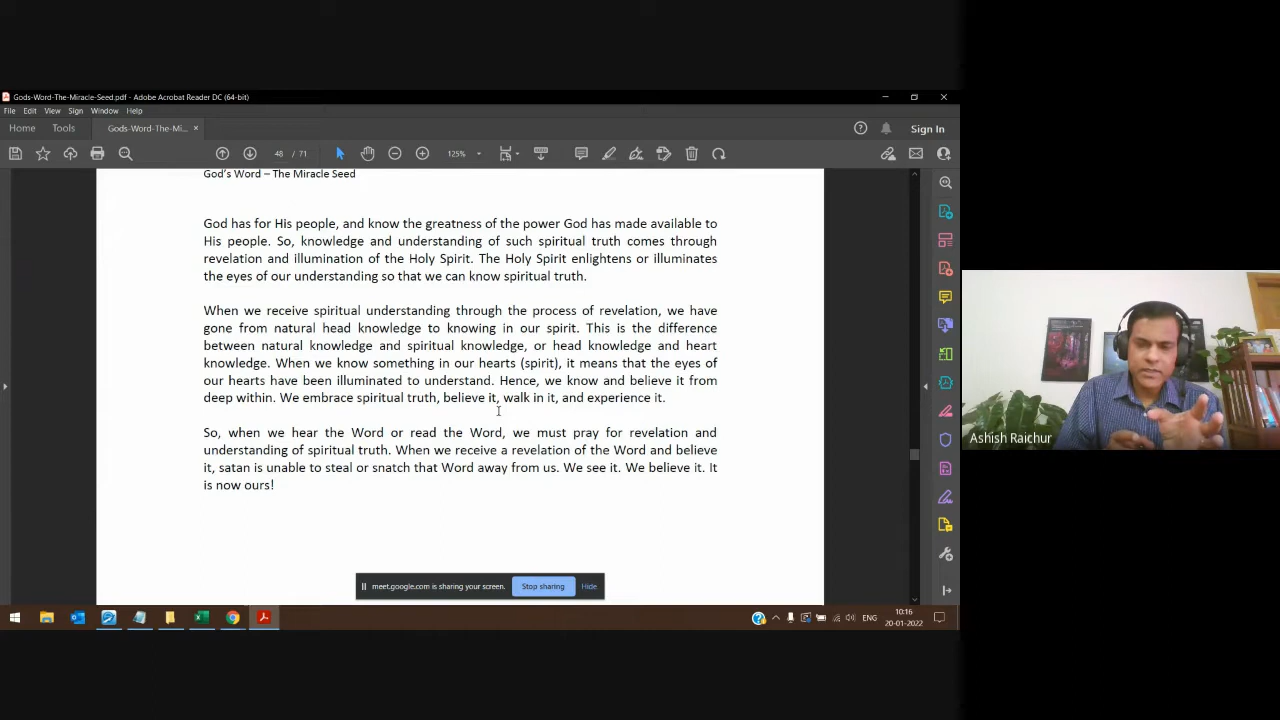 Gods-Word-The-Miracle-Seed.pdf - Adobe Acrobat Reader DC (64-bit)
File Edit View Sign Window Help
Home Tools Gods-Word-The-Mi... × Sign In
48 / 71 125%
God's Word – The Miracle Seed
God has for His people, and know the greatness of the power God has made available to
His people. So, knowledge and understanding of such spiritual truth comes through
revelation and illumination of the Holy Spirit. The Holy Spirit enlightens or illuminates
the eyes of our understanding so that we can know spiritual truth.
When we receive spiritual understanding through the process of revelation, we have
gone from natural head knowledge to knowing in our spirit. This is the difference
between natural knowledge and spiritual knowledge, or head knowledge and heart
knowledge. When we know something in our hearts (spirit), it means that the eyes of
our hearts have been illuminated to understand. Hence, we know and believe it from
deep within. We embrace spiritual truth, believe it, walk in it, and experience it.
So, when we hear the Word or read the Word, we must pray for revelation and
understanding of spiritual truth. When we receive a revelation of the Word and believe
it, satan is unable to steal or snatch that Word away from us. We see it. We believe it. It
is now ours!
Ashish Raichur
meet.google.com is sharing your screen. Stop sharing Hide
ENG 10:16
20-01-2022